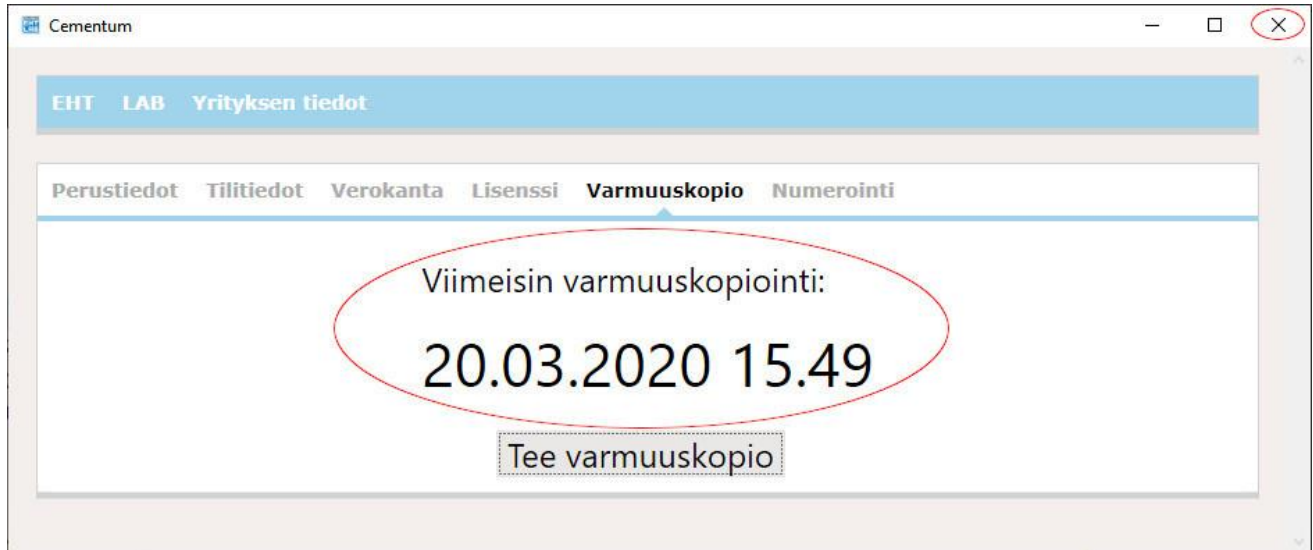 Cementum
EHT LAB Yrityksen tiedot
Perustiedot Tilitiedot Verokanta Lisenssi Varmuuskopio Numerointi
Viimeisin varmuuskopiointi:
20.03.2020 15.49
Tee varmuuskopio